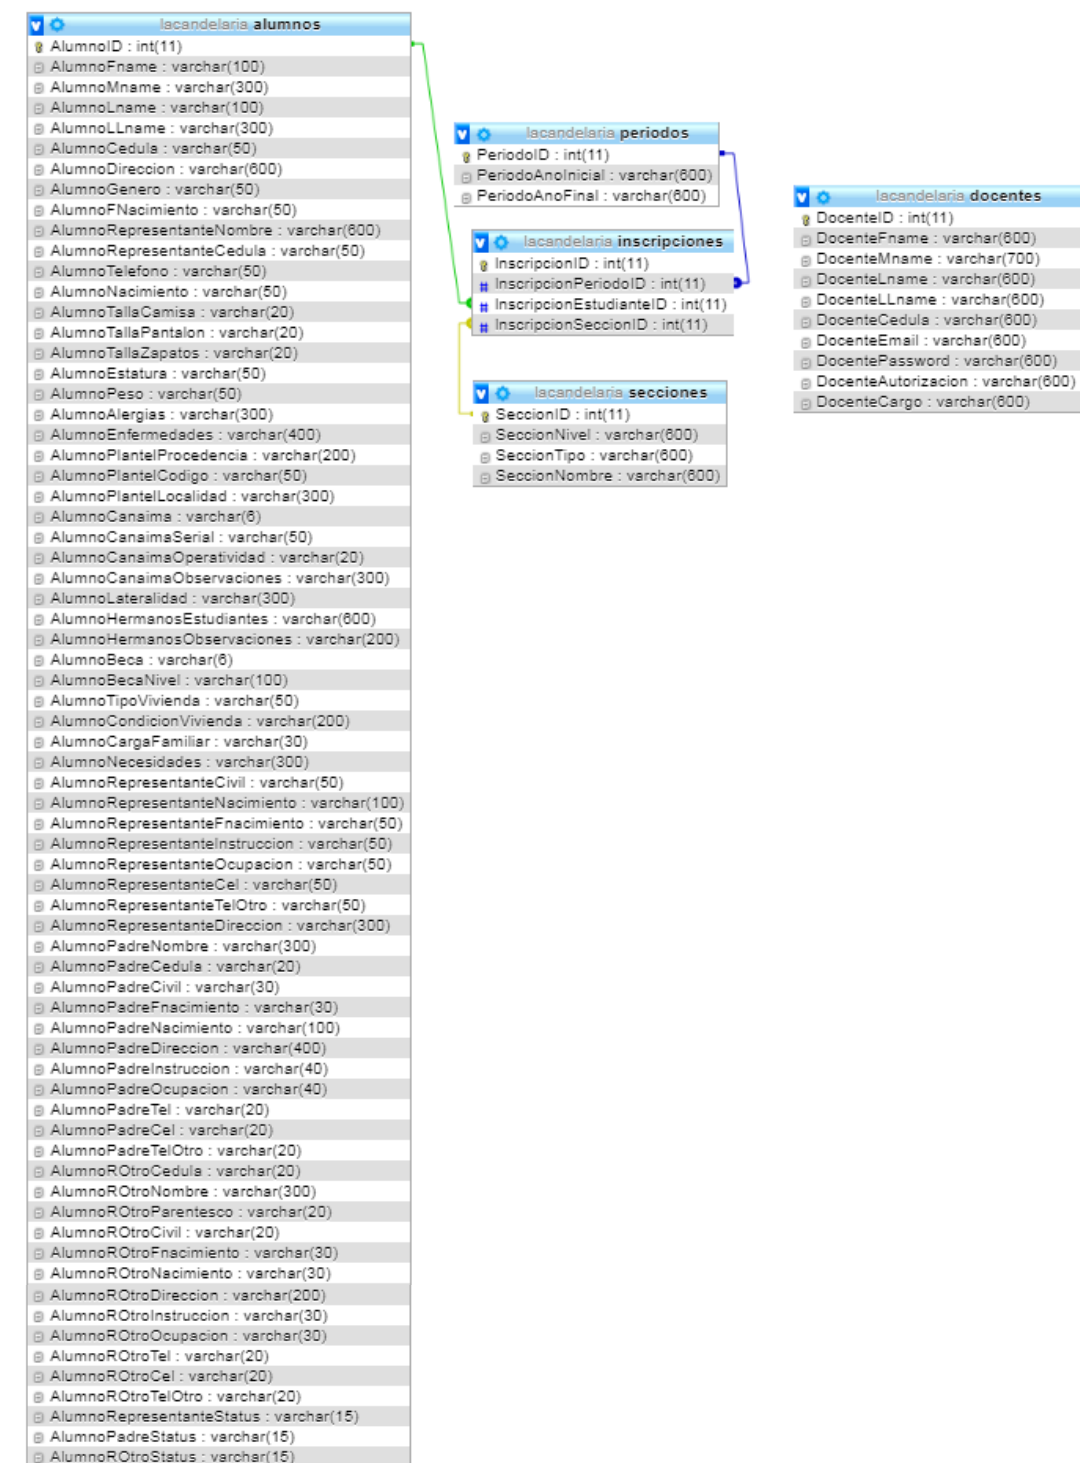 lacandelaria alumnos
AlumnoID : int(11)
AlumnoFname : varchar(100)
AlumnoMname : varchar(300)
AlumnoLname : varchar(100)
AlumnoLLname : varchar(300)
AlumnoCedula : varchar(50)
AlumnoDireccion : varchar(600)
AlumnoGenero : varchar(50)
AlumnoFNacimiento : varchar(50)
AlumnoRepresentanteNombre : varchar(600)
AlumnoRepresentanteCedula : varchar(50)
AlumnoTelefono : varchar(50)
AlumnoNacimiento : varchar(50)
AlumnoTallaCamisa : varchar(20)
AlumnoTallaPantalon : varchar(20)
AlumnoTallaZapatos : varchar(20)
AlumnoEstatura : varchar(50)
AlumnoPeso : varchar(50)
AlumnoAlergias : varchar(300)
AlumnoEnfermedades : varchar(400)
AlumnoPlantelProcedencia : varchar(200)
AlumnoPlantelCodigo : varchar(50)
AlumnoPlantelLocalidad : varchar(300)
AlumnoCanaima : varchar(6)
AlumnoCanaimaSerial : varchar(50)
AlumnoCanaimaOperatividad : varchar(20)
AlumnoCanaimaObservaciones : varchar(300)
AlumnoLateralidad : varchar(300)
AlumnoHermanosEstudiantes : varchar(600)
AlumnoHermanosObservaciones : varchar(200)
AlumnoBeca : varchar(6)
AlumnoBecaNivel : varchar(100)
AlumnoTipoVivienda : varchar(50)
AlumnoCondicionVivienda : varchar(200)
AlumnoCargaFamiliar : varchar(30)
AlumnoNecesidades : varchar(300)
AlumnoRepresentanteCivil : varchar(50)
AlumnoRepresentanteNacimiento : varchar(100)
AlumnoRepresentanteFnacimiento : varchar(50)
AlumnoRepresentanteInstruccion : varchar(50)
AlumnoRepresentanteOcupacion : varchar(50)
AlumnoRepresentanteCel : varchar(50)
AlumnoRepresentanteTelOtro : varchar(50)
AlumnoRepresentanteDireccion : varchar(300)
AlumnoPadreNombre : varchar(300)
AlumnoPadreCedula : varchar(20)
AlumnoPadreCivil : varchar(30)
AlumnoPadreFnacimiento : varchar(30)
AlumnoPadreNacimiento : varchar(100)
AlumnoPadreDireccion : varchar(400)
AlumnoPadreInstruccion : varchar(40)
AlumnoPadreOcupacion : varchar(40)
AlumnoPadreTel : varchar(20)
AlumnoPadreCel : varchar(20)
AlumnoPadreTelOtro : varchar(20)
AlumnoROtroCedula : varchar(20)
AlumnoROtroNombre : varchar(300)
AlumnoROtroParentesco : varchar(20)
AlumnoROtroCivil : varchar(20)
AlumnoROtroFnacimiento : varchar(30)
AlumnoROtroNacimiento : varchar(30)
AlumnoROtroDireccion : varchar(200)
AlumnoROtroInstruccion : varchar(30)
AlumnoROtroOcupacion : varchar(30)
AlumnoROtroTel : varchar(20)
AlumnoROtroCel : varchar(20)
AlumnoROtroTelOtro : varchar(20)
AlumnoRepresentanteStatus : varchar(15)
AlumnoPadreStatus : varchar(15)
AlumnoROtroStatus : varchar(15)
lacandelaria periodos
PeriodoID : int(11)
PeriodoAnoInicial : varchar(600)
PeriodoAnoFinal : varchar(600)
lacandelaria inscripciones
InscripcionID : int(11)
# InscripcionPeriodoID : int(11)
# InscripcionEstudianteID : int(11)
# InscripcionSeccionID : int(11)
lacandelaria secciones
SeccionID : int(11)
SeccionNivel : varchar(600)
SeccionTipo : varchar(600)
SeccionNombre : varchar(600)
lacandelaria docentes
DocenteID : int(11)
DocenteFname : varchar(600)
DocenteMname : varchar(700)
DocenteLname : varchar(600)
DocenteLLname : varchar(600)
DocenteCedula : varchar(600)
DocenteEmail : varchar(600)
DocentePassword : varchar(600)
DocenteAutorizacion : varchar(600)
DocenteCargo : varchar(600)